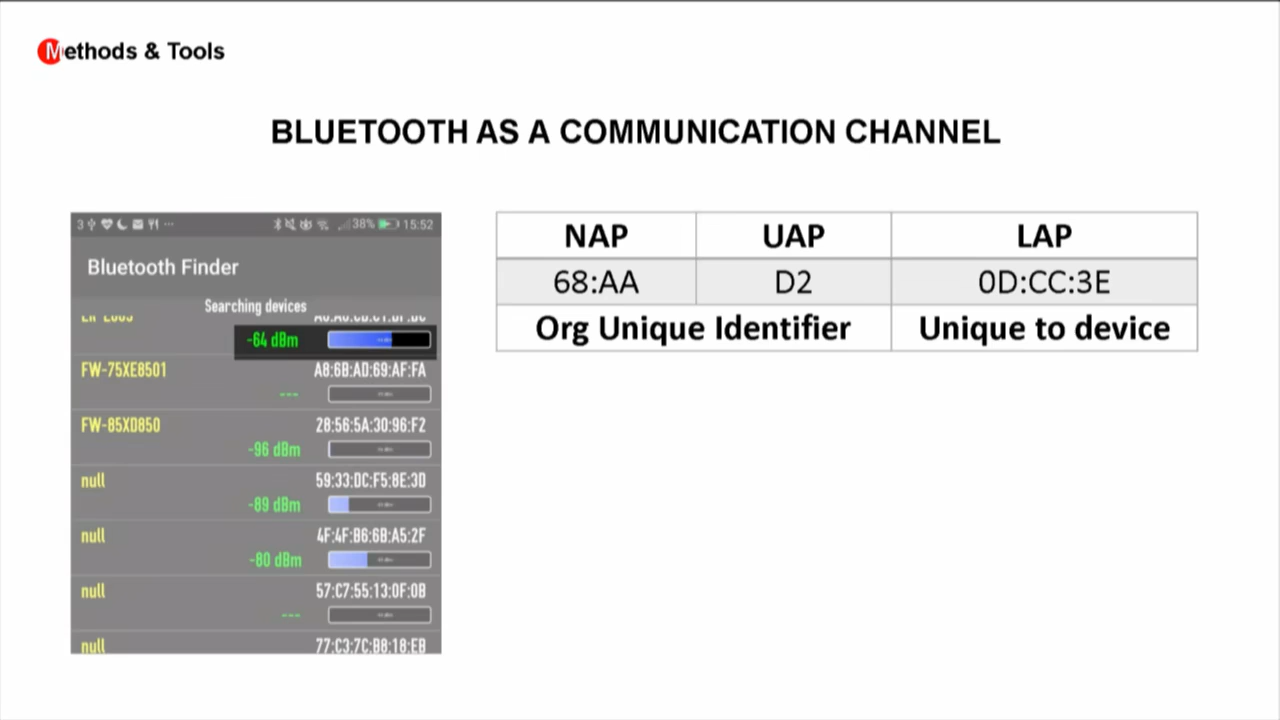 Methods & Tools
BLUETOOTH AS A COMMUNICATION CHANNEL
3 38% 15:52
Bluetooth Finder
Searching devices
-64 dBm
FW-75XE8501 A8:6B:AD:69:AF:FA
---
FW-85XD850 28:56:5A:30:96:F2
-96 dBm
null 59:33:DC:F5:8E:3D
-89 dBm
null 4F:4F:B6:6B:A5:2F
-80 dBm
null 57:C7:55:13:0F:0B
---
null 77:C3:7C:B8:18:EB
NAP UAP LAP
68:AA D2 0D:CC:3E
Org Unique Identifier Unique to device